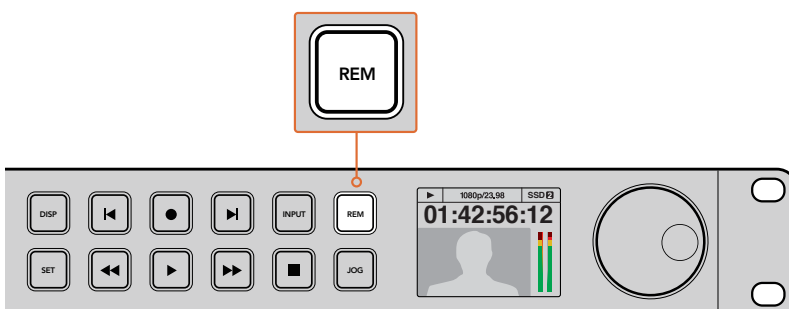 REM
DISP
INPUT
REM
1080p/23.98
SSD 2
01:42:56:12
SET
JOG